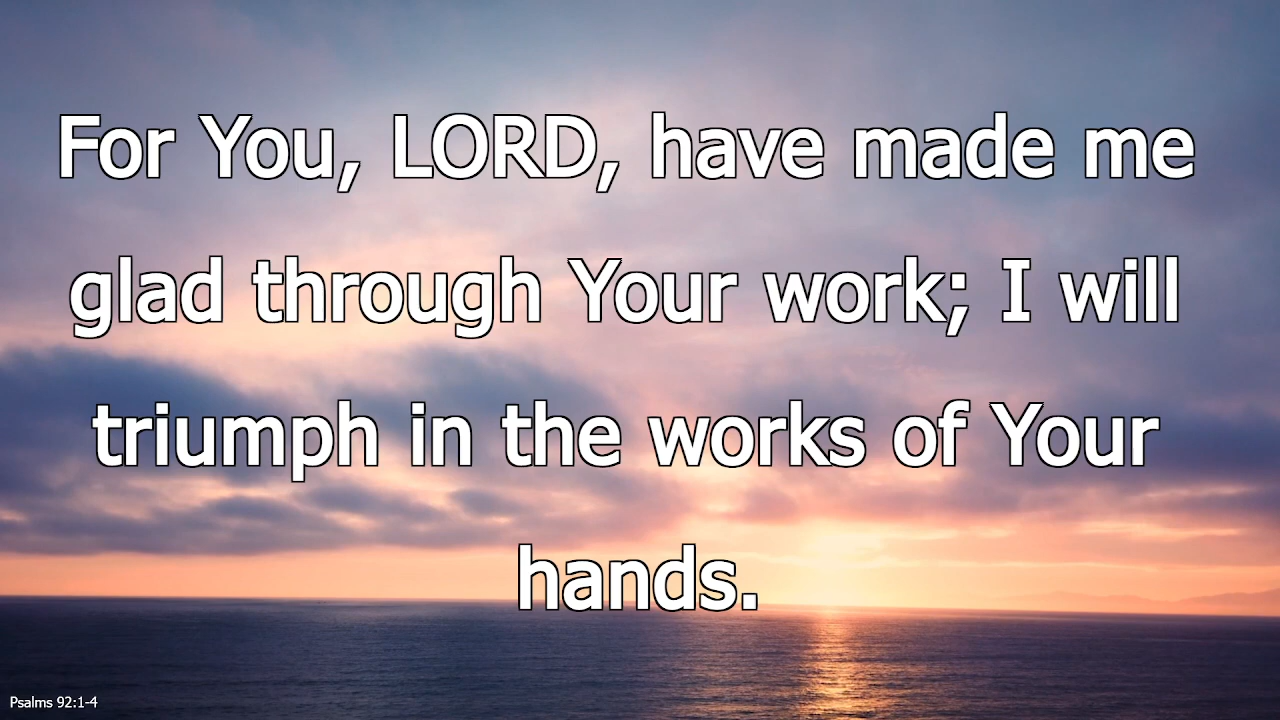 For You, LORD, have made me
glad through Your work; I will
triumph in the works of Your
hands.
Psalms 92:1-4